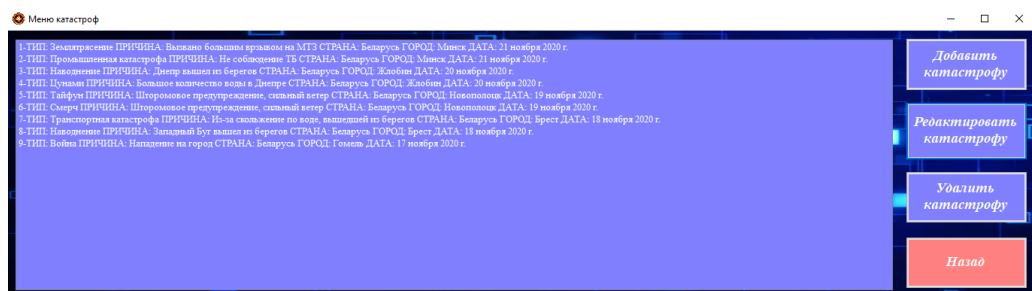 Меню катастроф
1-ТИП: Землятрясение ПРИЧИНА: Вызвано большим врзывом на МТЗ СТРАНА: Беларусь ГОРОД: Минск ДАТА: 21 ноября 2020 г.
2-ТИП: Промышленная катастрофа ПРИЧИНА: Не соблюдение ТБ СТРАНА: Беларусь ГОРОД: Минск ДАТА: 21 ноября 2020 г.
3-ТИП: Наводнение ПРИЧИНА: Днепр вышел из берегов СТРАНА: Беларусь ГОРОД: Жлобин ДАТА: 20 ноября 2020 г.
4-ТИП: Цунами ПРИЧИНА: Большое количество воды в Днепре СТРАНА: Беларусь ГОРОД: Жлобин ДАТА: 20 ноября 2020 г.
5-ТИП: Тайфун ПРИЧИНА: Шторомовое предупреждение, сильный ветер СТРАНА: Беларусь ГОРОД: Новополоцк ДАТА: 19 ноября 2020 г.
6-ТИП: Смерч ПРИЧИНА: Шторомовое предупреждение, сильный ветер СТРАНА: Беларусь ГОРОД: Новополоцк ДАТА: 19 ноября 2020 г.
7-ТИП: Транспортная катастрофа ПРИЧИНА: Из-за скольжение по воде, вышедшей из берегов СТРАНА: Беларусь ГОРОД: Брест ДАТА: 18 ноября 2020 г.
8-ТИП: Наводнение ПРИЧИНА: Западный Буг вышел из берегов СТРАНА: Беларусь ГОРОД: Брест ДАТА: 18 ноября 2020 г.
9-ТИП: Война ПРИЧИНА: Нападение на город СТРАНА: Беларусь ГОРОД: Гомель ДАТА: 17 ноября 2020 г.
Добавить
катастрофу
Редактировать
катастрофу
Удалить
катастрофу
Назад